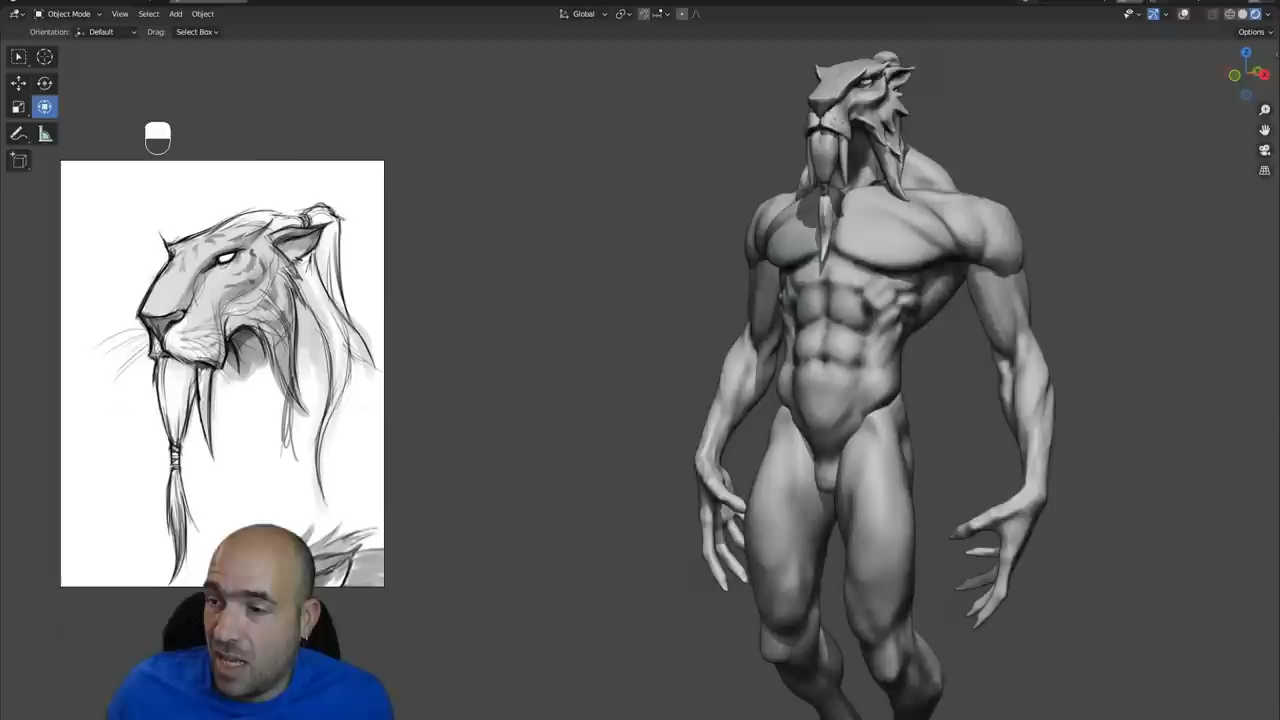 Object Mode View Select Add Object Global
Orientation: Default Drag: Select Box Options
Z